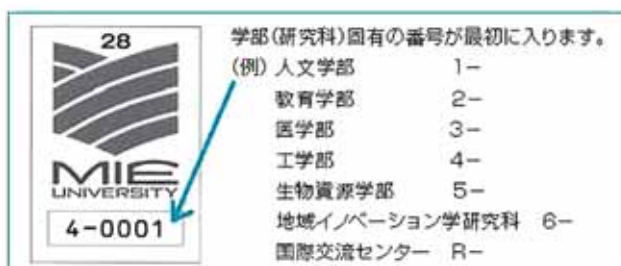 28
MIE
UNIVERSITY
4-0001
学部(研究科)固有の番号が最初に入ります。
(例) 人文学部 1-
教育学部 2-
医学部 3-
工学部 4-
生物資源学部 5-
地域イノベーション学研究科 6-
国際交流センター R-